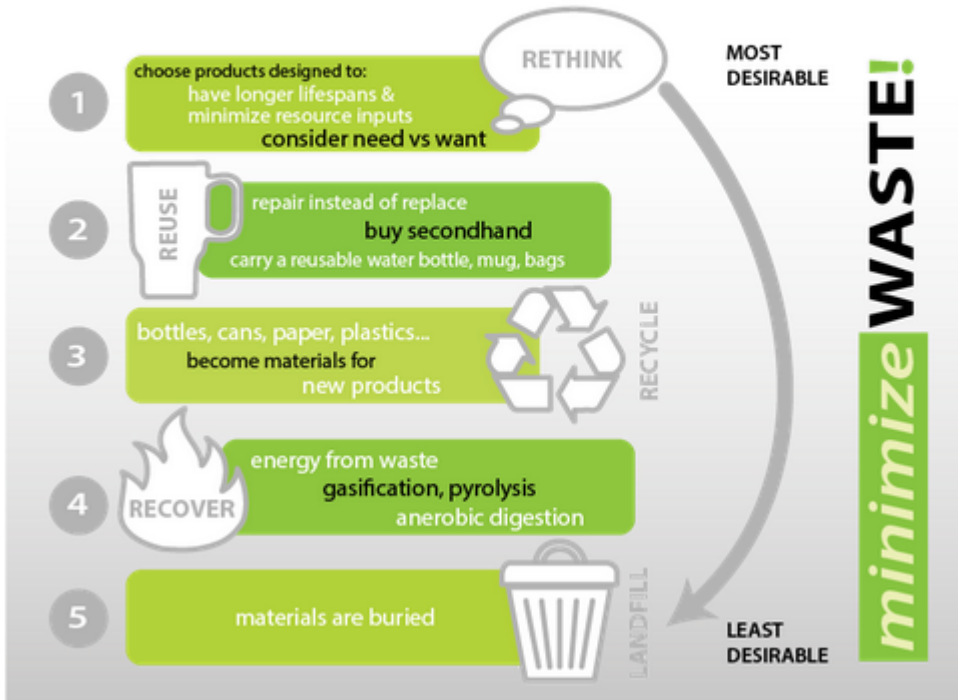 RETHINK
MOST
DESIRABLE
1
choose products designed to:
have longer lifespans &
minimize resource inputs
consider need vs want
2
REUSE
repair instead of replace
buy secondhand
carry a reusable water bottle, mug, bags
3
bottles, cans, paper, plastics...
become materials for
new products
RECYCLE
4
RECOVER
energy from waste
gasification, pyrolysis
anerobic digestion
5
materials are buried
LANDFILL
LEAST
DESIRABLE
minimize WASTE!